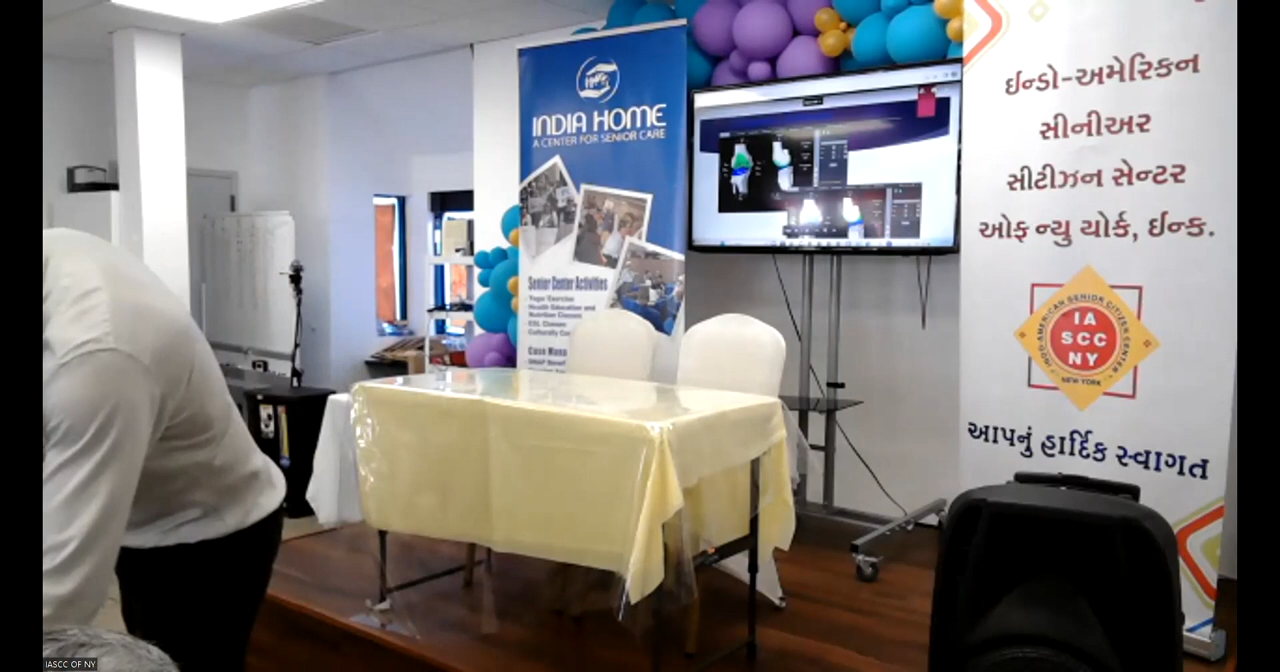 INDIA HOME
A CENTER FOR SENIOR CARE
Senior Center Activities
Yoga/Exercise
Health Education and
Nutrition Classes
ESL Classes
Culturally
ઈન્ડો-અમેરિકન
સીનીઅર
સીટીઝન સેન્ટર
ઓફ ન્યુ યોર્ક, ઈન્ક.
INDO-AMERICAN SENIOR CITIZEN CENTER
IA
SCC
NY
NEW YORK
આપનું હાર્દિક સ્વાગત
IASCC OF NY